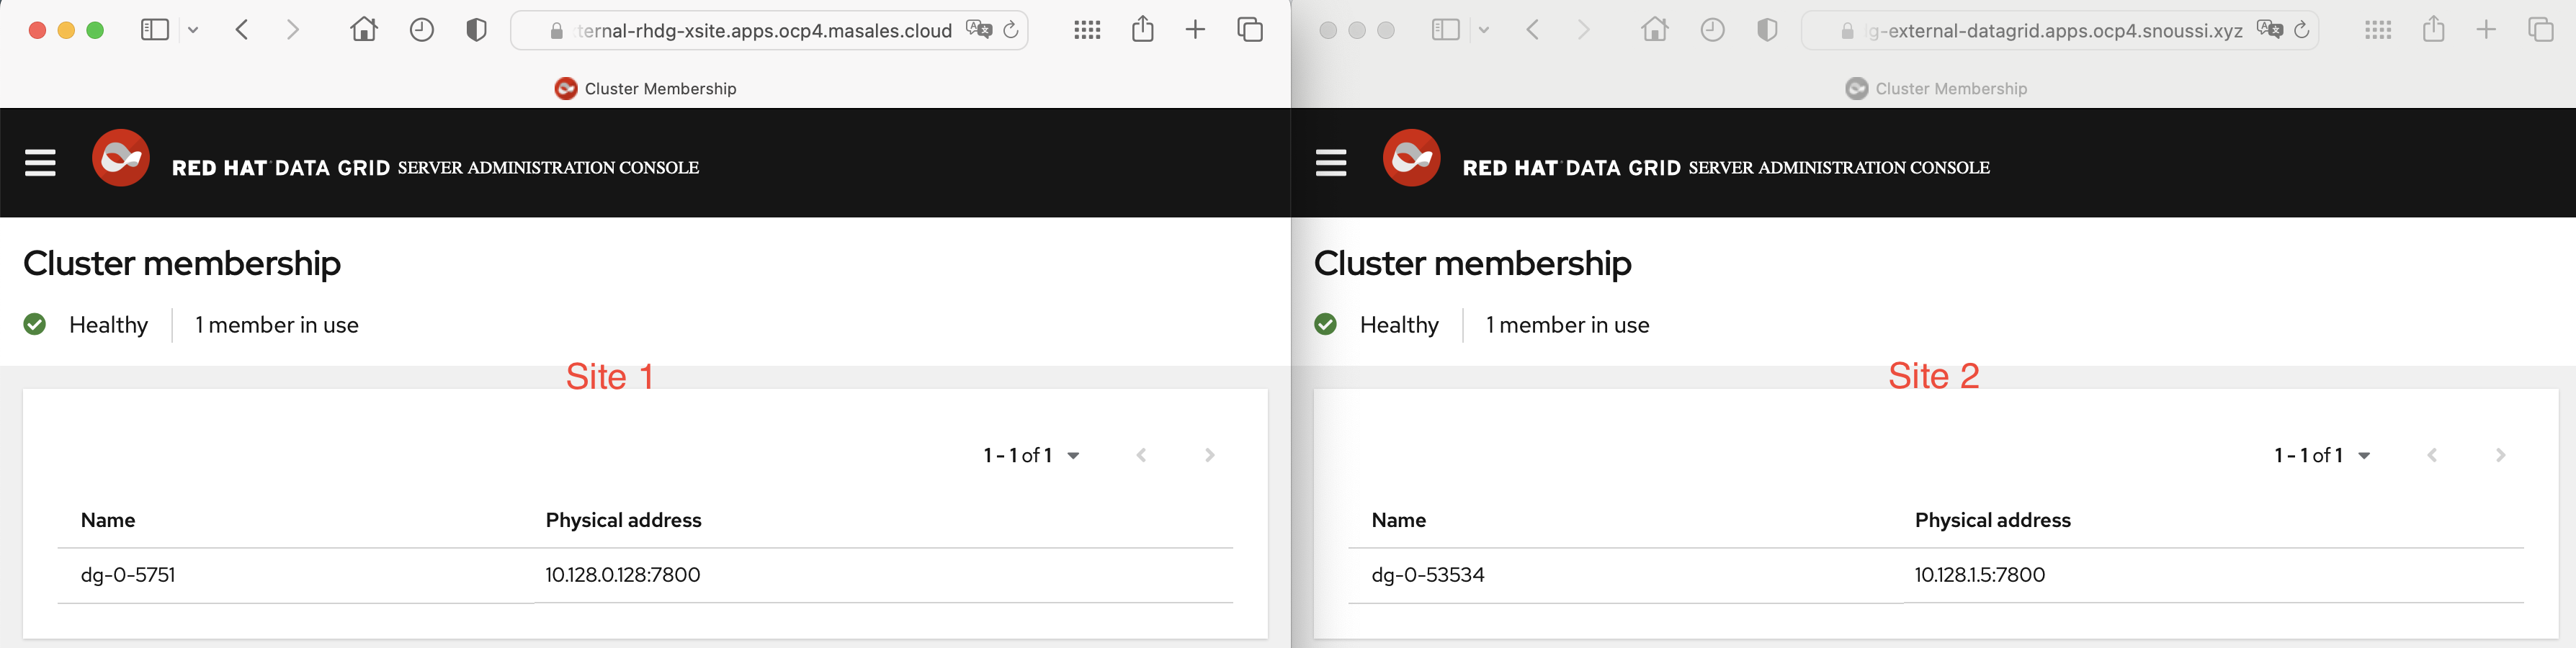 ternal-rhdg-xsite.apps.ocp4.masales.cloud
Cluster Membership
RED HAT DATA GRID SERVER ADMINISTRATION CONSOLE
Cluster membership
Healthy
1 member in use
Site 1
1 - 1 of 1
Name Physical address
dg-0-5751 10.128.0.128:7800
g-external-datagrid.apps.ocp4.snoussi.xyz
Cluster Membership
RED HAT DATA GRID SERVER ADMINISTRATION CONSOLE
Cluster membership
Healthy
1 member in use
Site 2
1 - 1 of 1
Name Physical address
dg-0-53534 10.128.1.5:7800